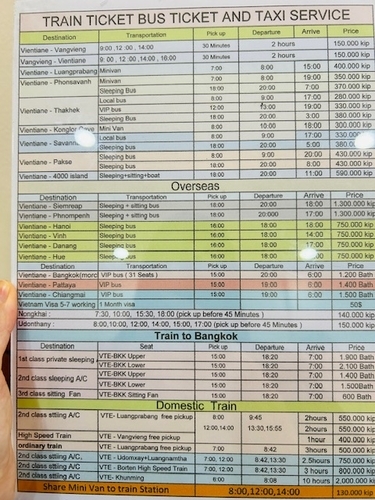 TRAIN TICKET BUS TICKET AND TAXI SERVICE
Destination Transportation Pick up Departure Arrive Price
Vientiane - Vangvieng 9:00 ,12 :00 , 14:00 30 Minutes 2 hours 150.000 kip
Vangvieng - Vientiane 9: 00 , 12 :00 ,14:00 , 16:00 30 Minutes 2 hours 150.000 kip
Vientiane - Luangprabang Minivan 7:00 8:00 15:00 400.000 kip
Vientiane - Phonsavanh Minivan 7:00 8:00 19:00 350.000 kip
Sleeping Bus 18:00 20:00 7:00 370.000 kip
Vientiane - Thakhek Local bus 8:00 9:00 17:00 280.000 kip
VIP bus 12:00 13:00 19:00 330.000 kip
Sleeping Bus 18:00 20:00 3:00 380.000 kip
Vientiane - Konglor Mini Van 8:00 10:00 18:00 300.000 kip
Vientiane - Local bus 8:00 9:00 17:00
Sleeping bus 18:00 20:00 5:00
Vientiane - Pakse Sleeping bus 8:00 9:00 20:00 430.000 kip
Sleeping bus 18:00 20:00 8:00 430.000 kip
Vientiane - 4000 island Sleeping+sitting+boat 18:00 20:00 11:00 590.000 kip
Overseas
Destination Transportation Pick up Departure Arrive Price
Vientiane - Siemreap Sleeping + sitting bus 18:00 20:00 18:00 1.300.000 kip
Vientiane - Phnompenh Sleeping + sitting bus 18:00 20:000 17:00 1.300.000 kip
Vientiane - Hanoi Sleeping bus 16:00 18:00 18:00 750.000 kip
Vientiane - Vinh Sleeping bus 16:00 18:00 14:00 750.000 kip
Vientiane - Danang Sleeping bus 16:00 18:00 17:00 750.000 kip
Vientiane - Hue Sleeping bus 16:00 18:00 750.000 kip
Vientiane - VIP bus ( 31 Seats ) 15:00 20:00 6:00 1.200 Bath
Vientiane - Pattaya VIP bus 15:00 19:00 6:00 1.400 Bath
Vientiane - Chiangmai VIP bus 15:00 19:00 6:00 1.500 Bath
Vietnam Visa 5-7 working 1 Month visa 50$
Nongkhai : 7:30, 10:00, 15:30, 18:00 (pick up before 45 Minutes ) 140.000 kip
Udonthany 8:00,10:00, 12:00, 14:00, 15:00, 17:00 (pick up before 45 Minutes ) 150.000 kip
Train to Bangkok
Destination Seat Pick up Departure Arrive Price
1st class private sleeping VTE-BKK Upper 15:00 18:20 7:00 1.900 Bath
VTE-BKK Lower 15:00 18:20 7:00 2.100 Bath
2nd class sleeping A/C, VTE-BKK Upper 15:00 18:20 7:00 1.400 Bath
VTE-BKK Lower 15:00 18:20 7:00 1.500Bath
3rd class sitting Fan VTE-BKK Sitting Fan 15:00 18:20 7:00 600 Bath
Domestic Train
2nd class sitting A/C VTE- Luangprabang free pickup 8:00 9:45 2hours 550.000 kip
12:00,14:00 13:30,15:55 2hours 550.000 kip
High Speed Train VTE - Vangvieng free pickup 1hour 400.000 kip
ordinary train VTE - Luangprabang free pickup 7:00 8:42 3hours 500.000 kip
2nd class sitting A/C, VTE - 7:00, 12:00 8:42,13:30 2.5hours 750.000 kip
2nd class sitting A/C, VTE - Borten High Speed Train 7:00, 12:00 8:42,13:30 3 hours 800.000 kip
2nd class sitting A/C VTE- Khunming 6:00 8:08 10 hours 2.000.000 kip
Share Mini Van to train Station 8:00,12:00,14:00 130.000 kip